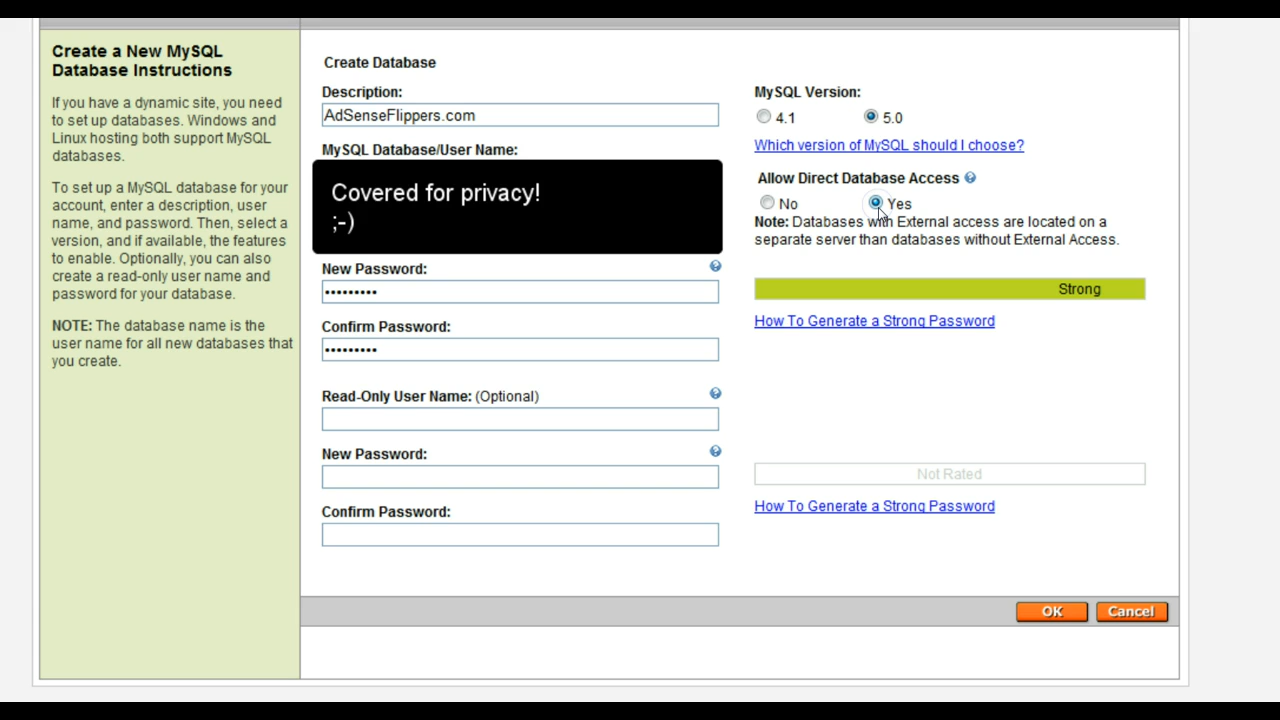 Create a New MySQL
Database Instructions
If you have a dynamic site, you need
to set up databases. Windows and
Linux hosting both support MySQL
databases.
To set up a MySQL database for your
account, enter a description, user
name, and password. Then, select a
version, and if available, the features
to enable. Optionally, you can also
create a read-only user name and
password for your database.
NOTE: The database name is the
user name for all new databases that
you create.
Create Database
Description:
AdSenseFlippers.com
MySQL Database/User Name:
Covered for privacy!
;-)
New Password:
•••••••••
Confirm Password:
•••••••••
Read-Only User Name: (Optional)
New Password:
Confirm Password:
MySQL Version:
4.1
5.0
Which version of MySQL should I choose?
Allow Direct Database Access
No
Yes
Note: Databases with External access are located on a
separate server than databases without External Access.
Strong
How To Generate a Strong Password
Not Rated
How To Generate a Strong Password
OK
Cancel